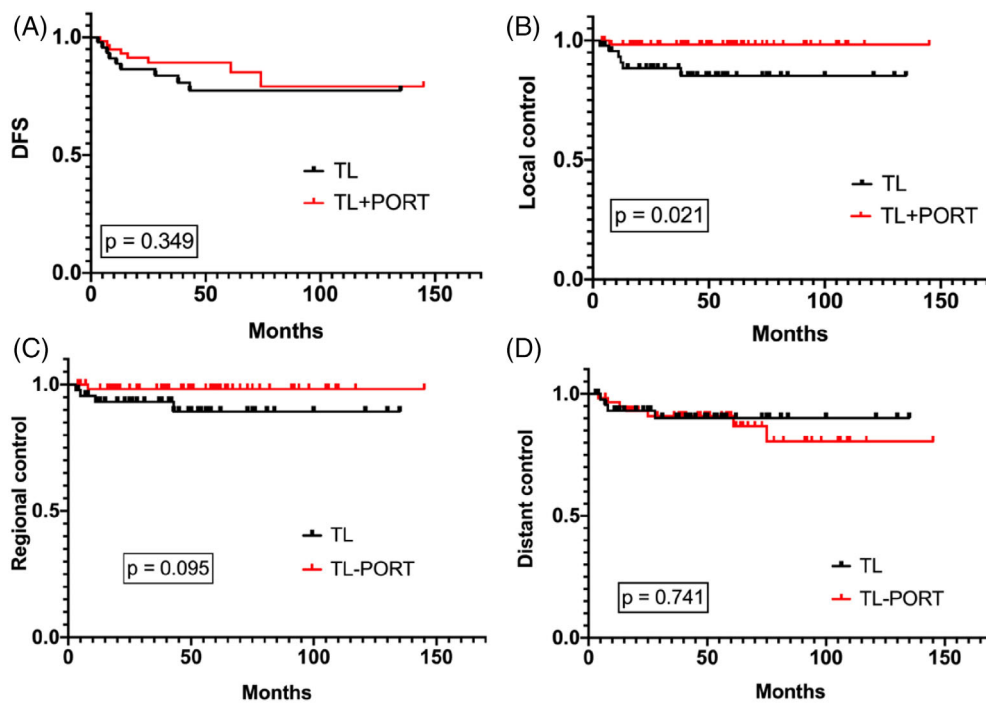 (A)
1.0
0.5
0.0
DFS
TL
TL+PORT
p = 0.349
0 50 100 150
Months
(B)
1.0
0.5
0.0
Local control
TL
TL+PORT
p = 0.021
0 50 100 150
Months
(C)
1.0
0.5
0.0
Regional control
TL
TL-PORT
p = 0.095
0 50 100 150
Months
(D)
1.0
0.5
0.0
Distant control
TL
TL-PORT
p = 0.741
0 50 100 150
Months